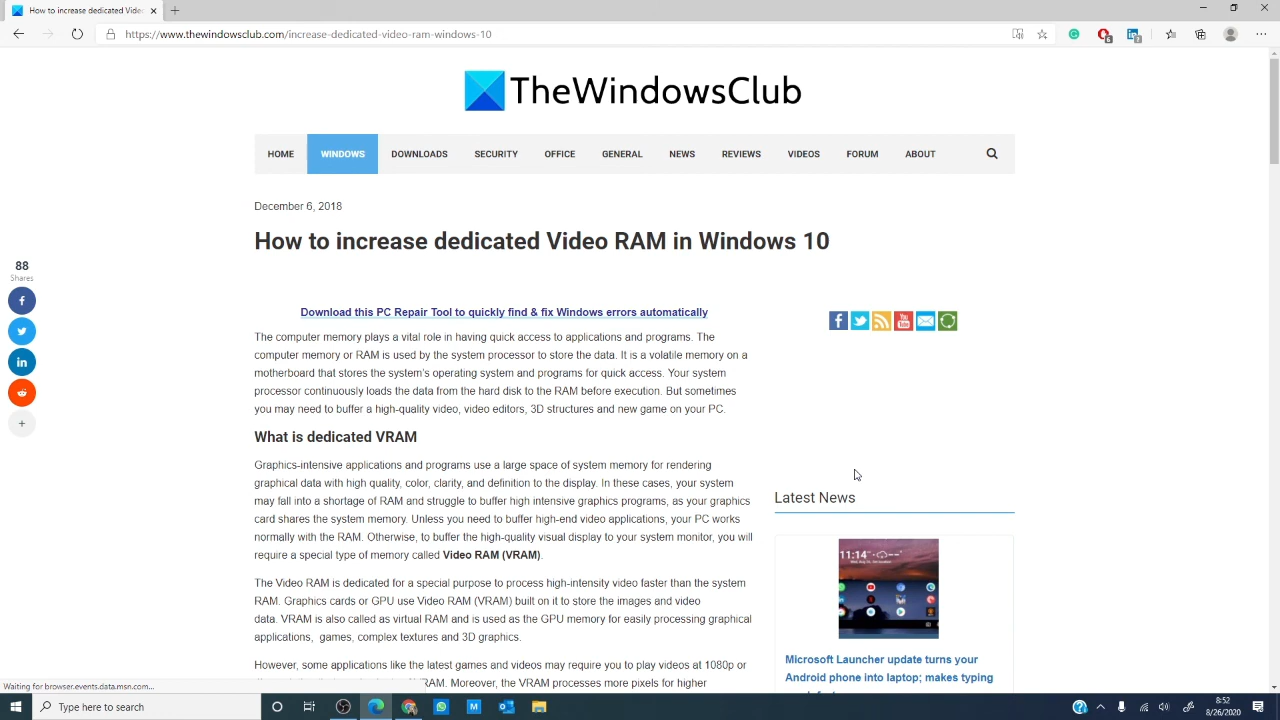 How to increase dedicated Vide
https://www.thewindowsclub.com/increase-dedicated-video-ram-windows-10
6
7
TheWindowsClub
HOME WINDOWS DOWNLOADS SECURITY OFFICE GENERAL NEWS REVIEWS VIDEOS FORUM ABOUT
December 6, 2018
How to increase dedicated Video RAM in Windows 10
88
Shares
Download this PC Repair Tool to quickly find & fix Windows errors automatically
The computer memory plays a vital role in having quick access to applications and programs. The
computer memory or RAM is used by the system processor to store the data. It is a volatile memory on a
motherboard that stores the system's operating system and programs for quick access. Your system
processor continuously loads the data from the hard disk to the RAM before execution. But sometimes
you may need to buffer a high-quality video, video editors, 3D structures and new game on your PC.
What is dedicated VRAM
Graphics-intensive applications and programs use a large space of system memory for rendering
graphical data with high quality, color, clarity, and definition to the display. In these cases, your system
may fall into a shortage of RAM and struggle to buffer high intensive graphics programs, as your graphics
card shares the system memory. Unless you need to buffer high-end video applications, your PC works
normally with the RAM. Otherwise, to buffer the high-quality visual display to your system monitor, you will
require a special type of memory called Video RAM (VRAM).
The Video RAM is dedicated for a special purpose to process high-intensity video faster than the system
RAM. Graphics cards or GPU use Video RAM (VRAM) built on it to store the images and video
data. VRAM is also called as virtual RAM and is used as the GPU memory for easily processing graphical
applications, games, complex textures and 3D graphics.
However, some applications like the latest games and videos may require you to play videos at 1080p or
RAM. Moreover, the VRAM processes more pixels for higher
Latest News
11:14
Microsoft Launcher update turns your
Android phone into laptop; makes typing
Waiting for browser.events.data.msn.com...
Type here to search
8:52
8/26/2020